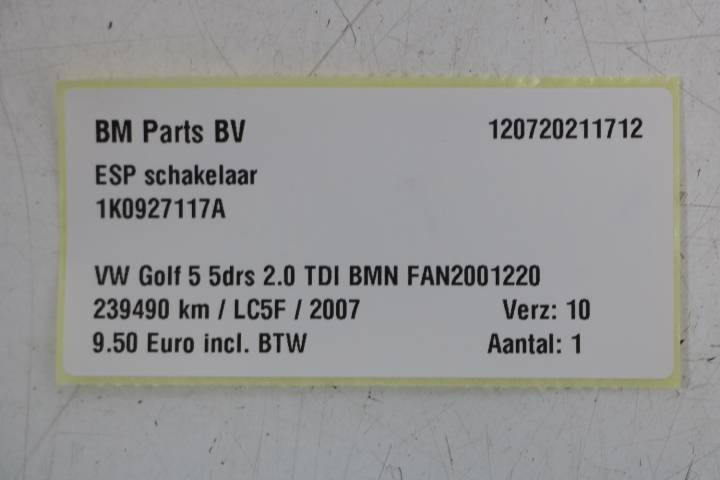 BM Parts BV 120720211712
ESP schakelaar
1K0927117A
VW Golf 5 5drs 2.0 TDI BMN FAN2001220
239490 km / LC5F / 2007 Verz: 10
9.50 Euro incl. BTW Aantal: 1